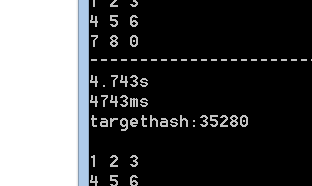 1 2 3
4 5 6
7 8 0
-----------------------
4.743s
4743ms
targethash:35280
1 2 3
4 5 6